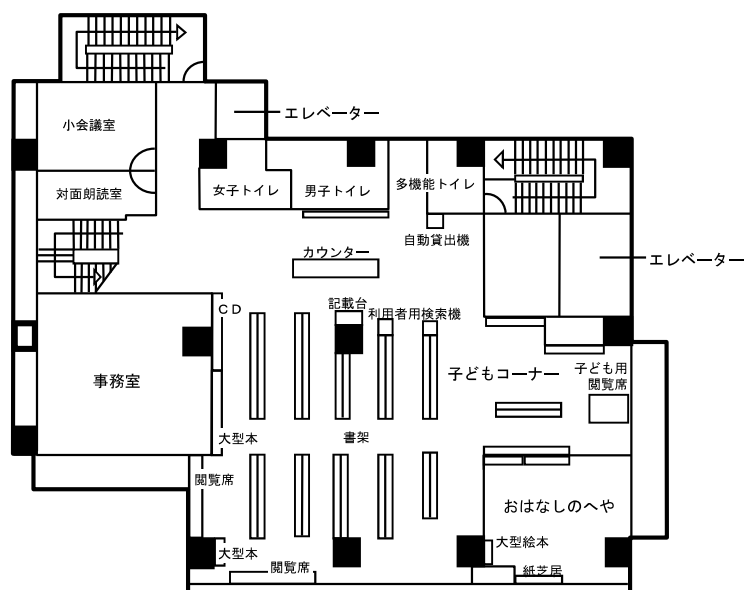 エレベーター
小会議室
対面朗読室
女子トイレ
男子トイレ
多機能トイレ
自動貸出機
カウンター
エレベーター
CD
記載台
利用者用検索機
事務室
子どもコーナー
子ども用
閲覧席
大型本
書架
閲覧席
おはなしのへや
大型本
大型絵本
閲覧席
紙芝居